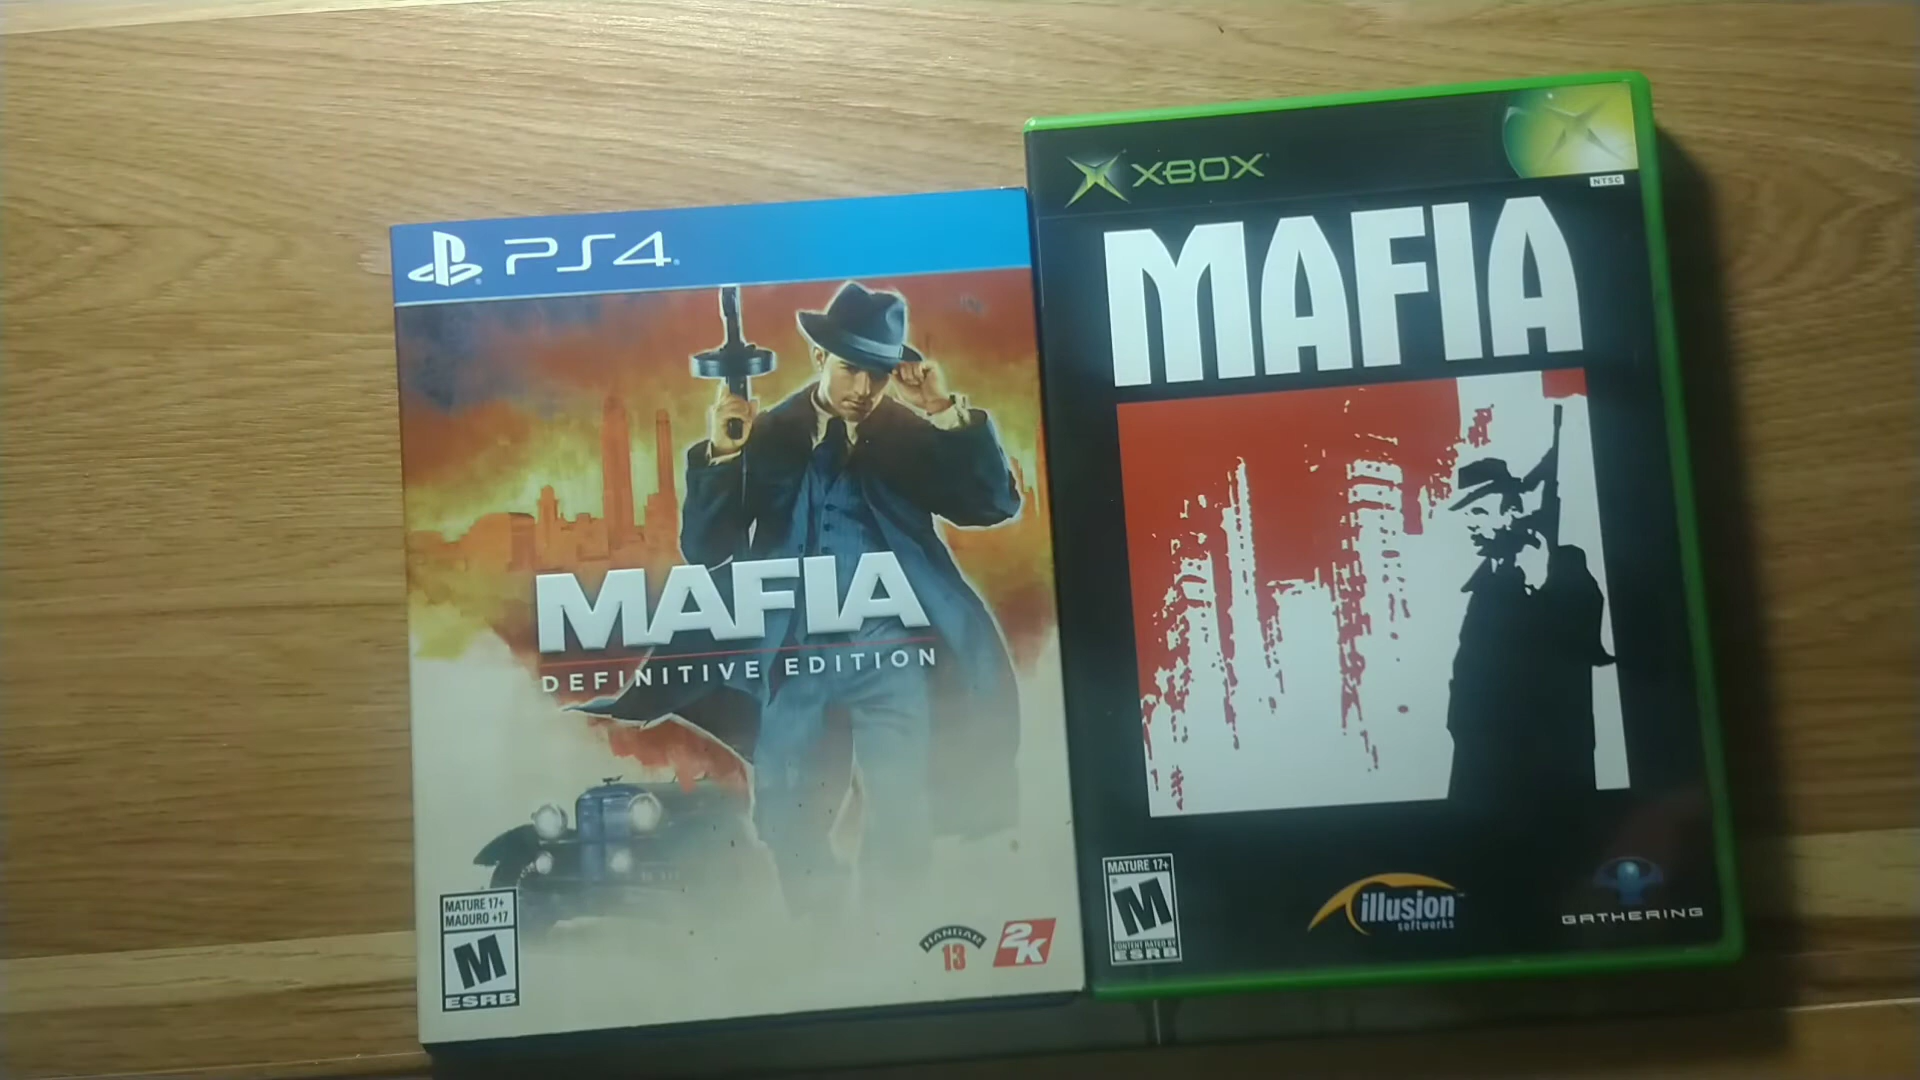 PS4
MAFIA
DEFINITIVE EDITION
MATURE 17+
MADURO +17
M
ESRB
HANGAR
13
2K
XBOX
NTSC
MAFIA
MATURE 17+
M
CONTENT RATED BY
ESRB
illusion
softworks
GATHERING